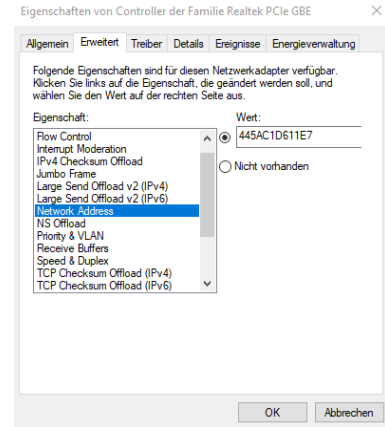 Eigenschaften von Controller der Familie Realtek PCIe GBE
Allgemein Erweitert Treiber Details Ereignisse Energieverwaltung
Folgende Eigenschaften sind für diesen Netzwerkadapter verfügbar.
Klicken Sie links auf die Eigenschaft, die geändert werden soll, und
wählen Sie den Wert auf der rechten Seite aus.
Eigenschaft:
Flow Control
Interrupt Moderation
IPv4 Checksum Offload
Jumbo Frame
Large Send Offload v2 (IPv4)
Large Send Offload v2 (IPv6)
Network Address
NS Offload
Priority & VLAN
Receive Buffers
Speed & Duplex
TCP Checksum Offload (IPv4)
TCP Checksum Offload (IPv6)
Wert:
445AC1D611E7
Nicht vorhanden
OK Abbrechen